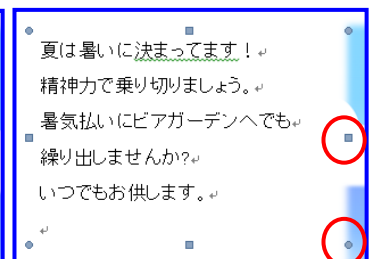 夏は暑いに決まってます！
精神力で乗り切りましょう。
暑気払いにビアガーデンへでも
繰り出しませんか?
いつでもお供します。